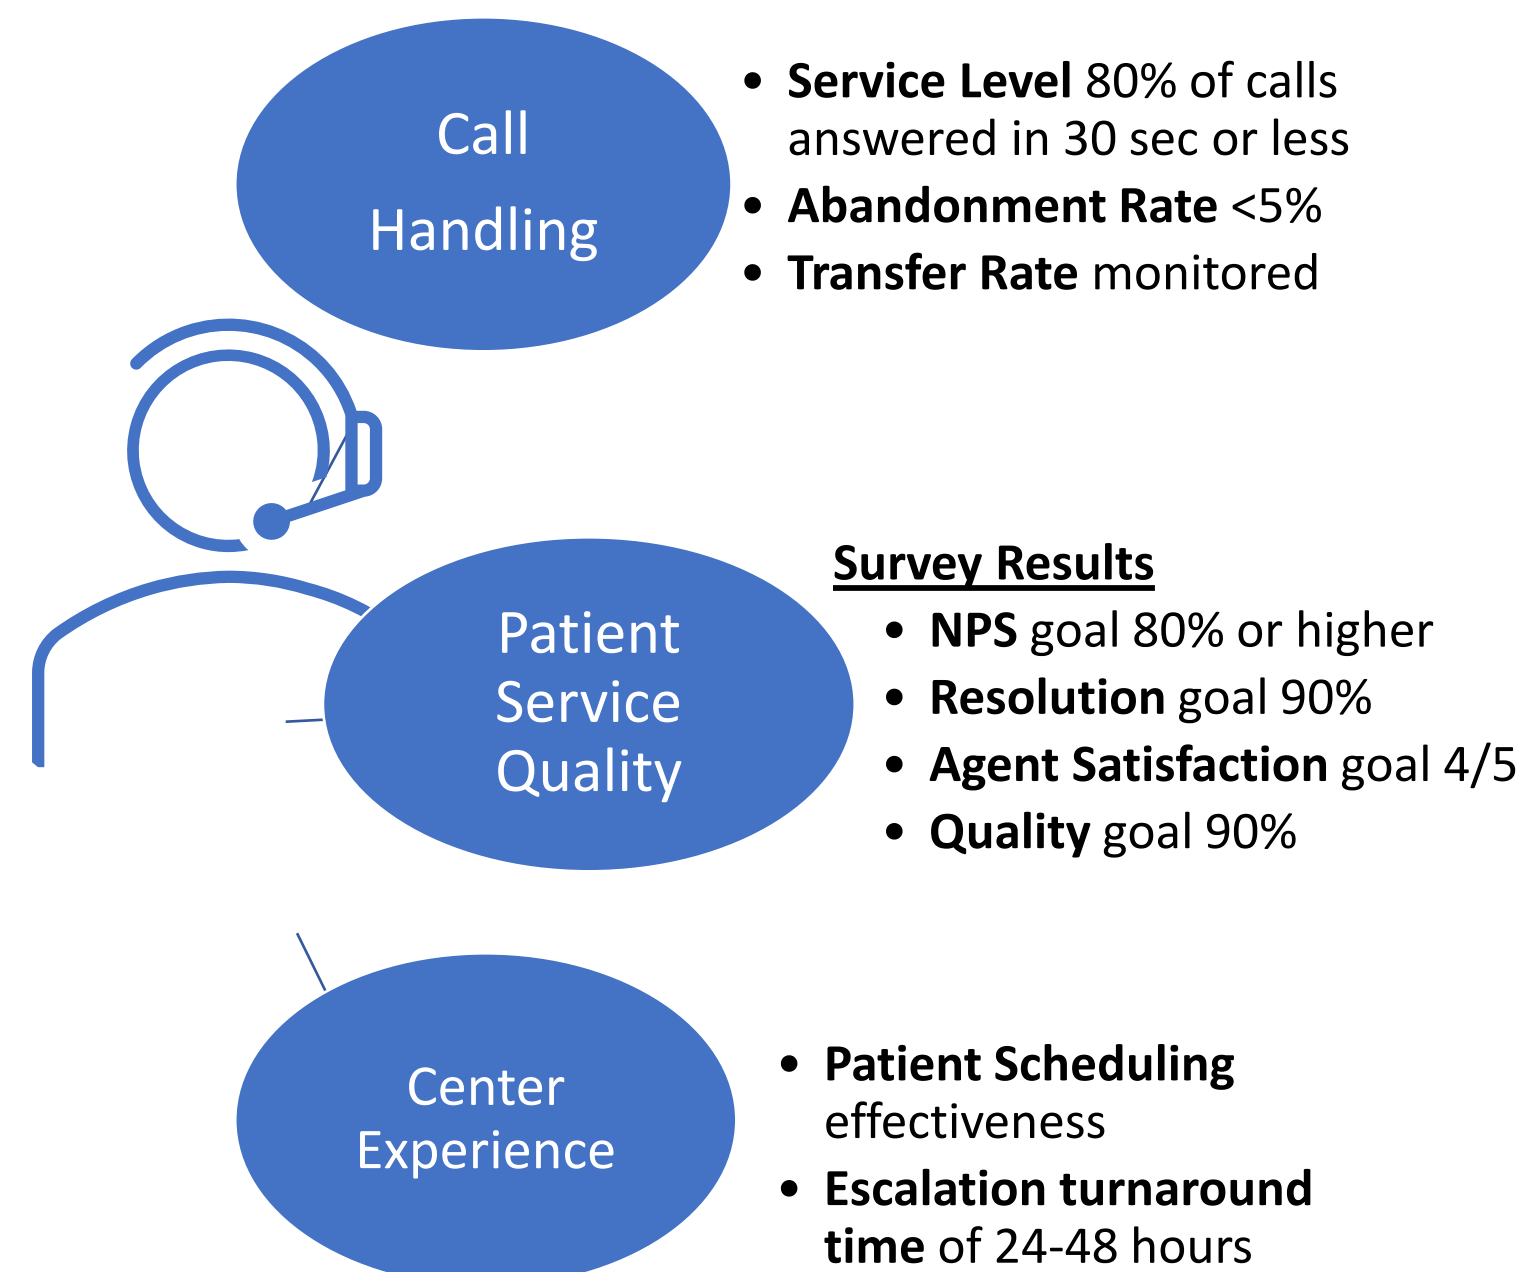 Call
Handling
• Service Level 80% of calls
answered in 30 sec or less
• Abandonment Rate <5%
• Transfer Rate monitored
Patient
Service
Quality
Survey Results
• NPS goal 80% or higher
• Resolution goal 90%
• Agent Satisfaction goal 4/5
• Quality goal 90%
Center
Experience
• Patient Scheduling
effectiveness
• Escalation turnaround
time of 24-48 hours